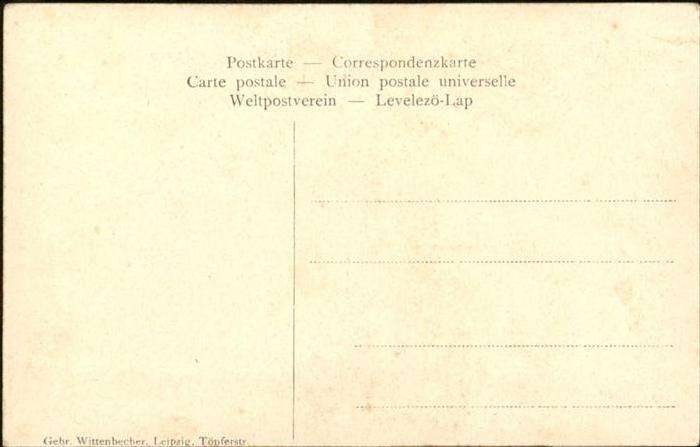 Postkarte — Correspondenzkarte
Carte postale — Union postale universelle
Weltpostverein — Levelezö-Lap
Gebr. Wittenbecher, Leipzig, Töpferstr.